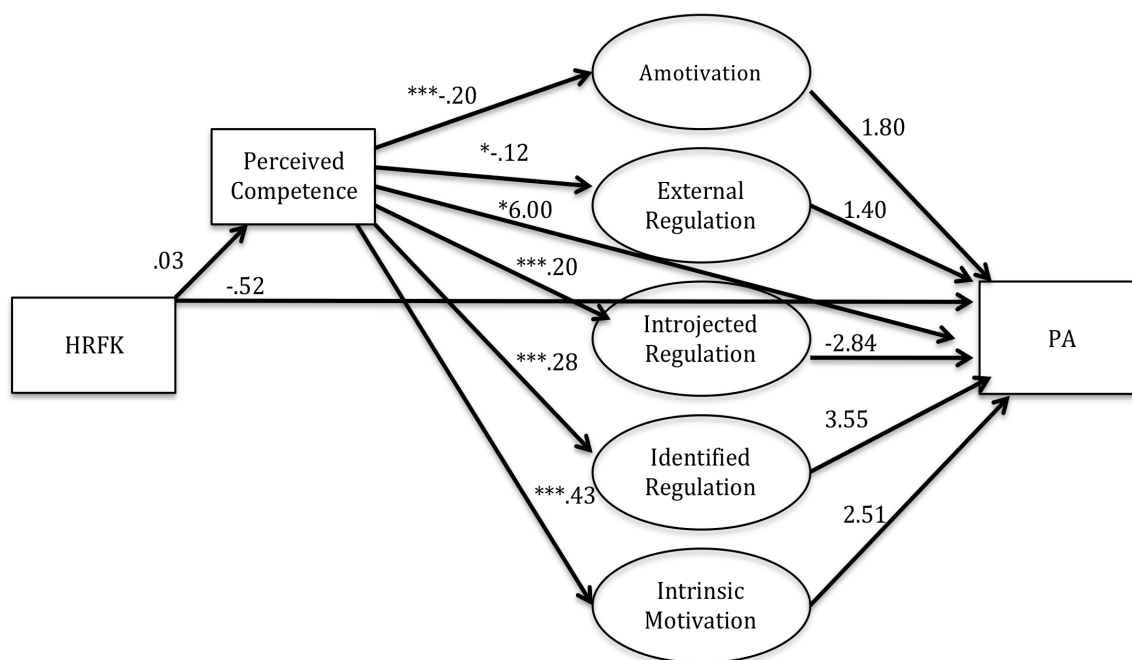 Amotivation
***-.20
1.80
Perceived
Competence
*-.12
External
Regulation
*6.00
1.40
.03
-.52
***.20
HRFK
Introjected
Regulation
-2.84
PA
***.28
3.55
Identified
Regulation
***.43
2.51
Intrinsic
Motivation